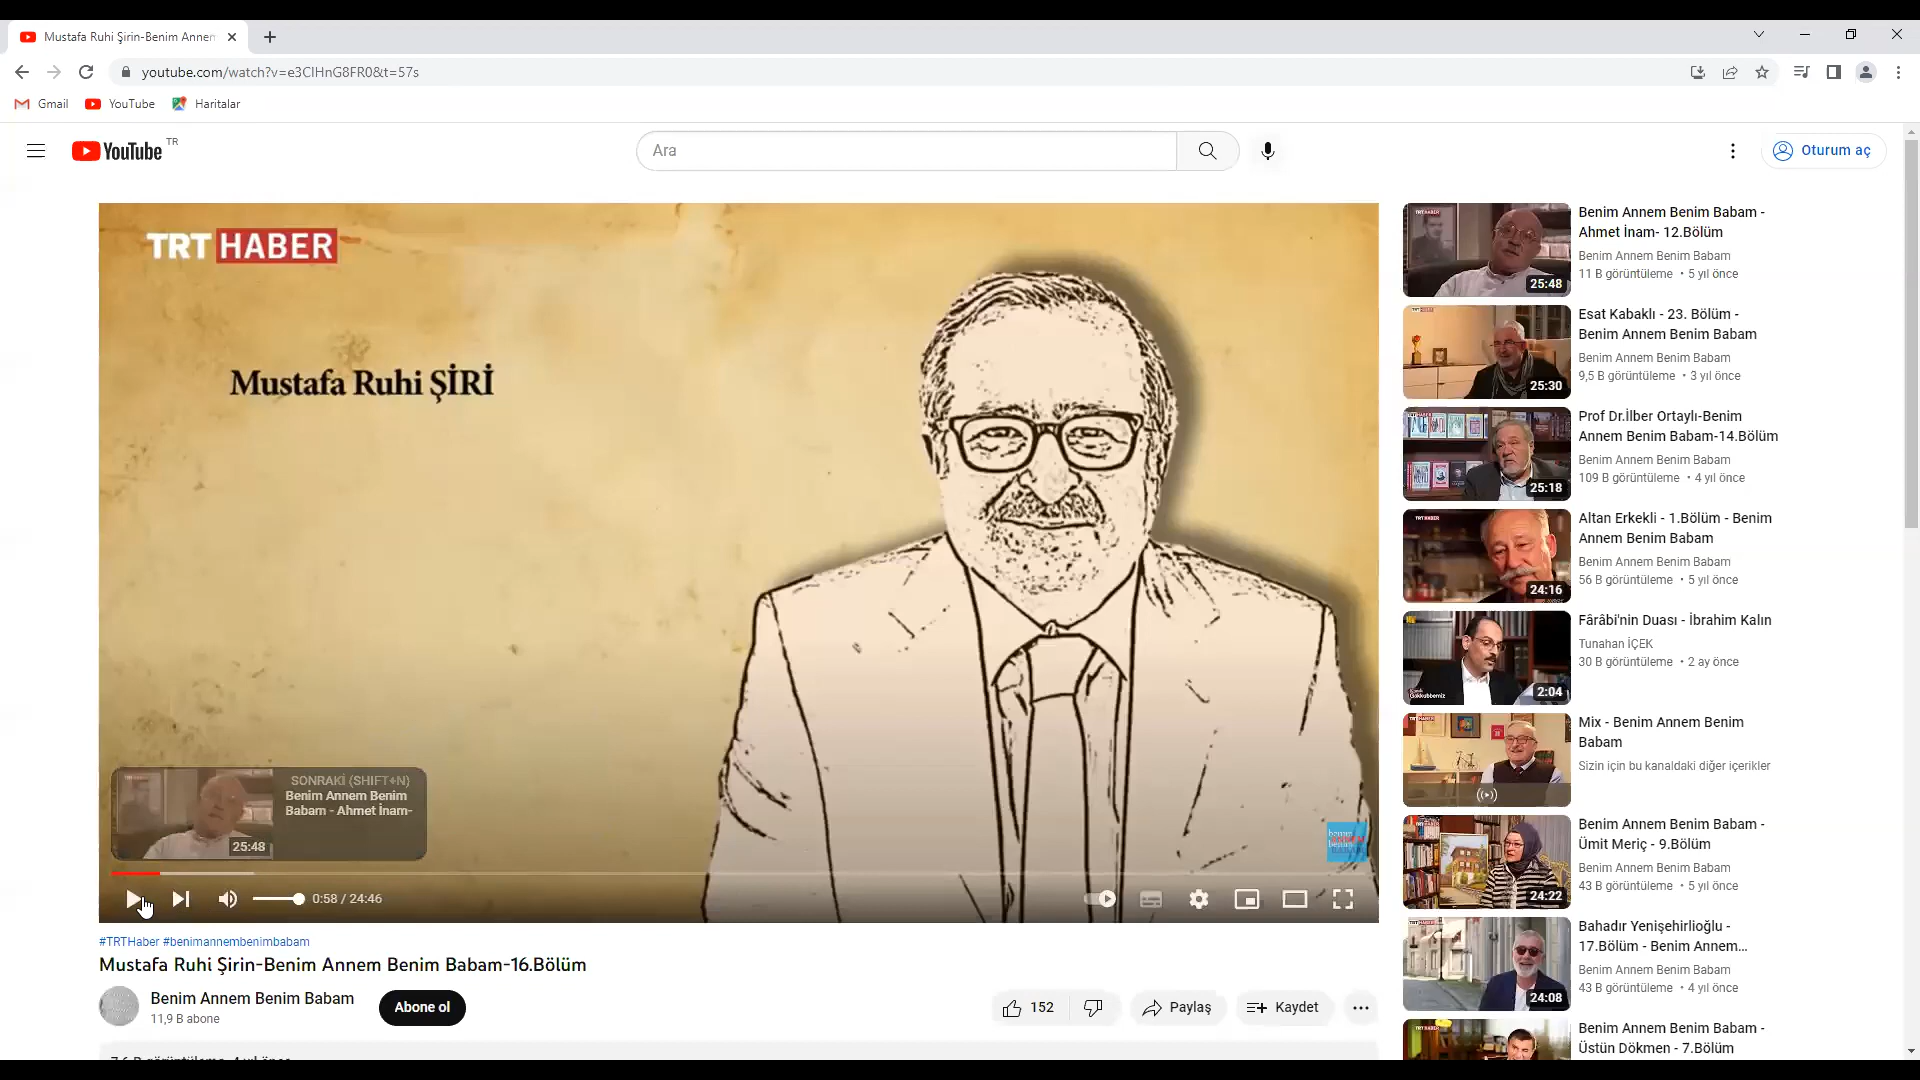 Mustafa Ruhi Şirin-Benim Annem
youtube.com/watch?v=e3ClHnG8FR0&t=57s
Gmail
YouTube
Haritalar
YouTube TR
Ara
Oturum aç
TRT HABER
Mustafa Ruhi ŞİRİ
SONRAKİ (SHIFT+N)
Benim Annem Benim
Babam - Ahmet İnam-
25:48
0:58 / 24:46
#TRTHaber #benimannembenimbabam
Mustafa Ruhi Şirin-Benim Annem Benim Babam-16.Bölüm
Benim Annem Benim Babam
11,9 B abone
Abone ol
152
Paylaş
Kaydet
7,6 B görüntüleme 4 yıl önce
25:48
Benim Annem Benim Babam -
Ahmet İnam- 12.Bölüm
Benim Annem Benim Babam
11 B görüntüleme • 5 yıl önce
25:30
Esat Kabaklı - 23. Bölüm -
Benim Annem Benim Babam
Benim Annem Benim Babam
9,5 B görüntüleme • 3 yıl önce
25:18
Prof Dr.İlber Ortaylı-Benim
Annem Benim Babam-14.Bölüm
Benim Annem Benim Babam
109 B görüntüleme • 4 yıl önce
24:16
Altan Erkekli - 1.Bölüm - Benim
Annem Benim Babam
Benim Annem Benim Babam
56 B görüntüleme • 5 yıl önce
2:04
Fârâbi'nin Duası - İbrahim Kalın
Tunahan İÇEK
30 B görüntüleme • 2 ay önce
Mix - Benim Annem Benim
Babam
Sizin için bu kanaldaki diğer içerikler
24:22
Benim Annem Benim Babam -
Ümit Meriç - 9.Bölüm
Benim Annem Benim Babam
43 B görüntüleme • 5 yıl önce
24:08
Bahadır Yenişehirlioğlu -
17.Bölüm - Benim Annem...
Benim Annem Benim Babam
43 B görüntüleme • 4 yıl önce
Benim Annem Benim Babam -
Üstün Dökmen - 7.Bölüm